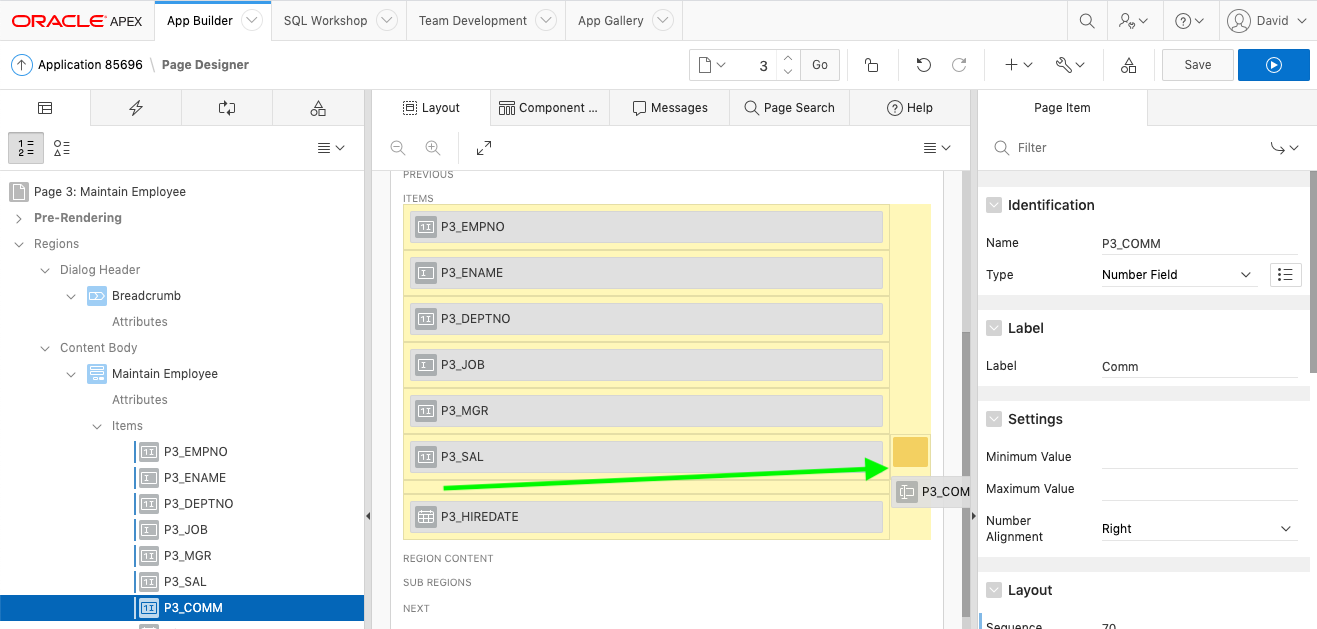 ORACLE APEX App Builder SQL Workshop Team Development App Gallery David
Application 85696 \ Page Designer 3 Go Save
Layout Component ... Messages Page Search Help Page Item
Filter
Page 3: Maintain Employee
Pre-Rendering
Regions
Dialog Header
Breadcrumb
Attributes
Content Body
Maintain Employee
Attributes
Items
P3_EMPNO
P3_ENAME
P3_DEPTNO
P3_JOB
P3_MGR
P3_SAL
P3_COMM
PREVIOUS
ITEMS
P3_EMPNO
P3_ENAME
P3_DEPTNO
P3_JOB
P3_MGR
P3_SAL
P3_COM
P3_HIREDATE
REGION CONTENT
SUB REGIONS
NEXT
Identification
Name P3_COMM
Type Number Field
Label
Label Comm
Settings
Minimum Value
Maximum Value
Number
Alignment Right
Layout
Sequence 70